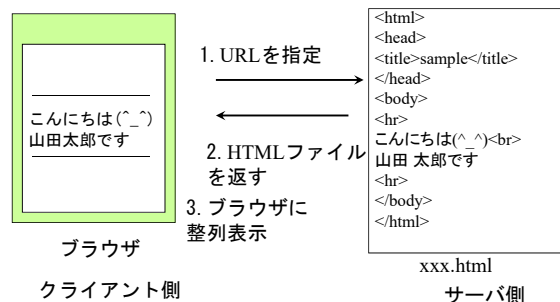 こんにちは(^_^)
山田太郎です
ブラウザ
クライアント側
1. URLを指定
2. HTMLファイル
を返す
3. ブラウザに
整列表示
<html>
<head>
<title>sample</title>
</head>
<body>
<hr>
こんにちは(^_^)<br>
山田 太郎です
<hr>
</body>
</html>
xxx.html
サーバ側